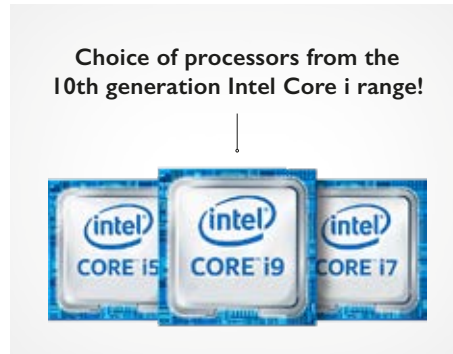 Choice of processors from the
10th generation Intel Core i range!
intel
CORE i5
intel
CORE i9
intel
CORE i7